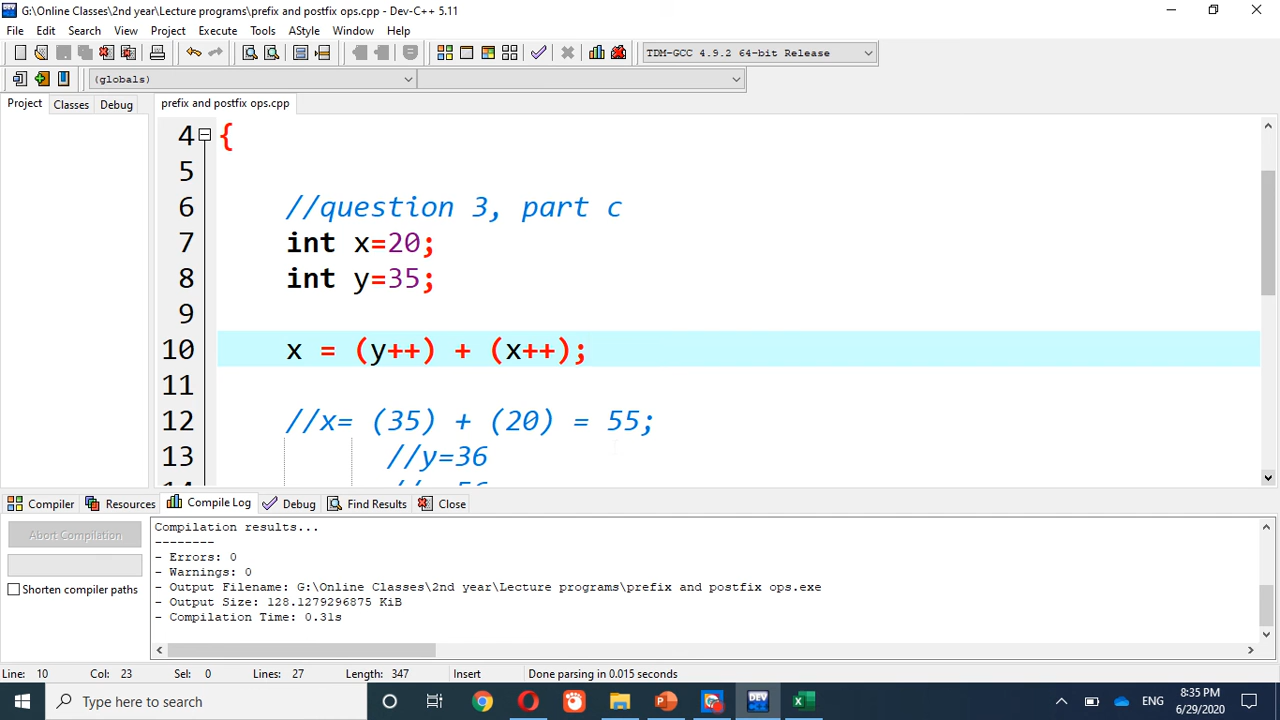 G:\Online Classes\2nd year\Lecture programs\prefix and postfix ops.cpp - Dev-C++ 5.11
File Edit Search View Project Execute Tools AStyle Window Help
TDM-GCC 4.9.2 64-bit Release
(globals)
Project Classes Debug prefix and postfix ops.cpp
4 {
5
6 //question 3, part c
7 int x=20;
8 int y=35;
9
10 x = (y++) + (x++);
11
12 //x= (35) + (20) = 55;
13 //y=36
Compiler Resources Compile Log Debug Find Results Close
Abort Compilation
Shorten compiler paths
Compilation results...
--------
- Errors: 0
- Warnings: 0
- Output Filename: G:\Online Classes\2nd year\Lecture programs\prefix and postfix ops.exe
- Output Size: 128.1279296875 KiB
- Compilation Time: 0.31s
Line: 10 Col: 23 Sel: 0 Lines: 27 Length: 347 Insert Done parsing in 0.015 seconds
Type here to search
DEV
ENG
8:35 PM
6/29/2020